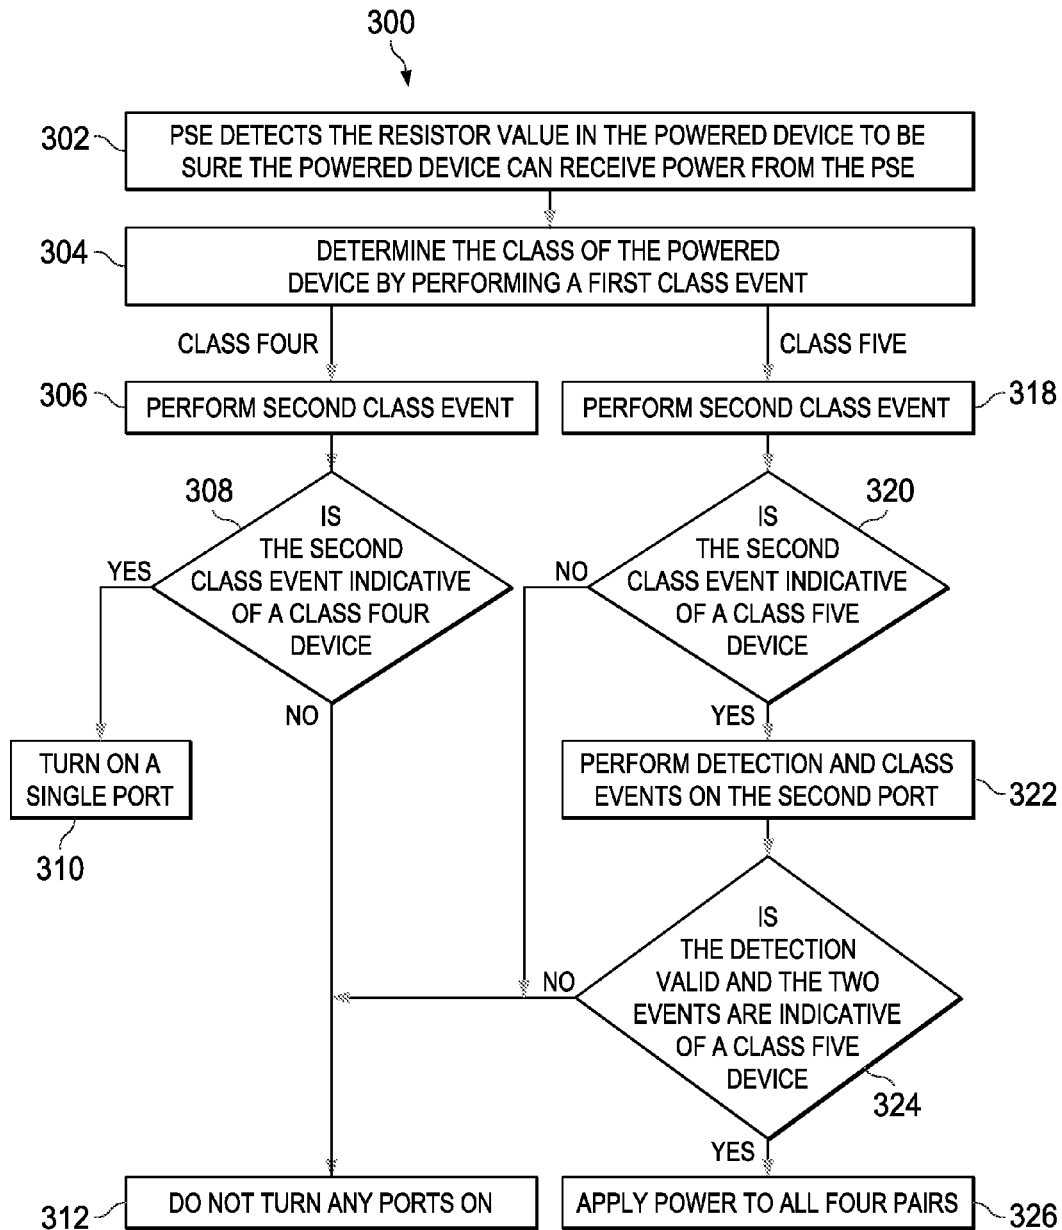 300
302
PSE DETECTS THE RESISTOR VALUE IN THE POWERED DEVICE TO BE
SURE THE POWERED DEVICE CAN RECEIVE POWER FROM THE PSE
304
DETERMINE THE CLASS OF THE POWERED
DEVICE BY PERFORMING A FIRST CLASS EVENT
CLASS FOUR
CLASS FIVE
306
PERFORM SECOND CLASS EVENT
PERFORM SECOND CLASS EVENT
318
308
IS
THE SECOND
CLASS EVENT INDICATIVE
OF A CLASS FOUR
DEVICE
YES
NO
320
IS
THE SECOND
CLASS EVENT INDICATIVE
OF A CLASS FIVE
DEVICE
NO
YES
TURN ON A
SINGLE PORT
310
PERFORM DETECTION AND CLASS
EVENTS ON THE SECOND PORT
322
IS
THE DETECTION
VALID AND THE TWO
EVENTS ARE INDICATIVE
OF A CLASS FIVE
DEVICE
NO
324
YES
312
DO NOT TURN ANY PORTS ON
APPLY POWER TO ALL FOUR PAIRS
326